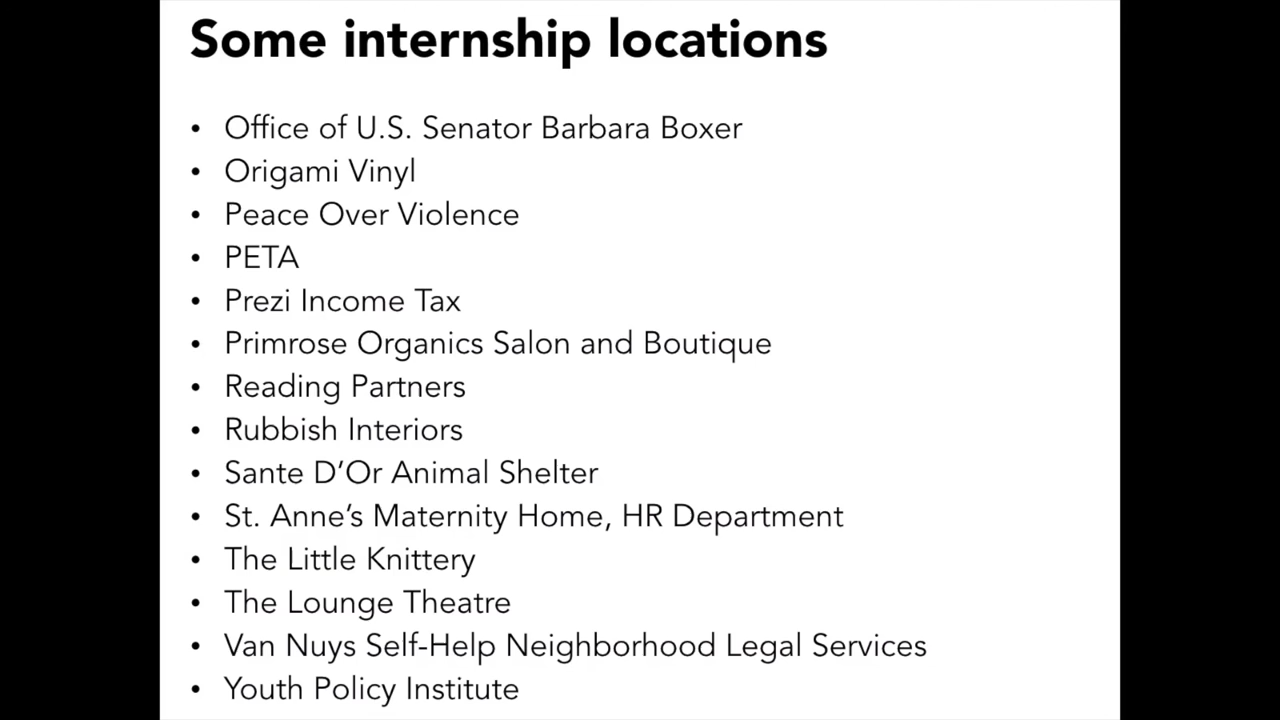 Some internship locations
• Office of U.S. Senator Barbara Boxer
• Origami Vinyl
• Peace Over Violence
• PETA
• Prezi Income Tax
• Primrose Organics Salon and Boutique
• Reading Partners
• Rubbish Interiors
• Sante D’Or Animal Shelter
• St. Anne’s Maternity Home, HR Department
• The Little Knittery
• The Lounge Theatre
• Van Nuys Self-Help Neighborhood Legal Services
• Youth Policy Institute